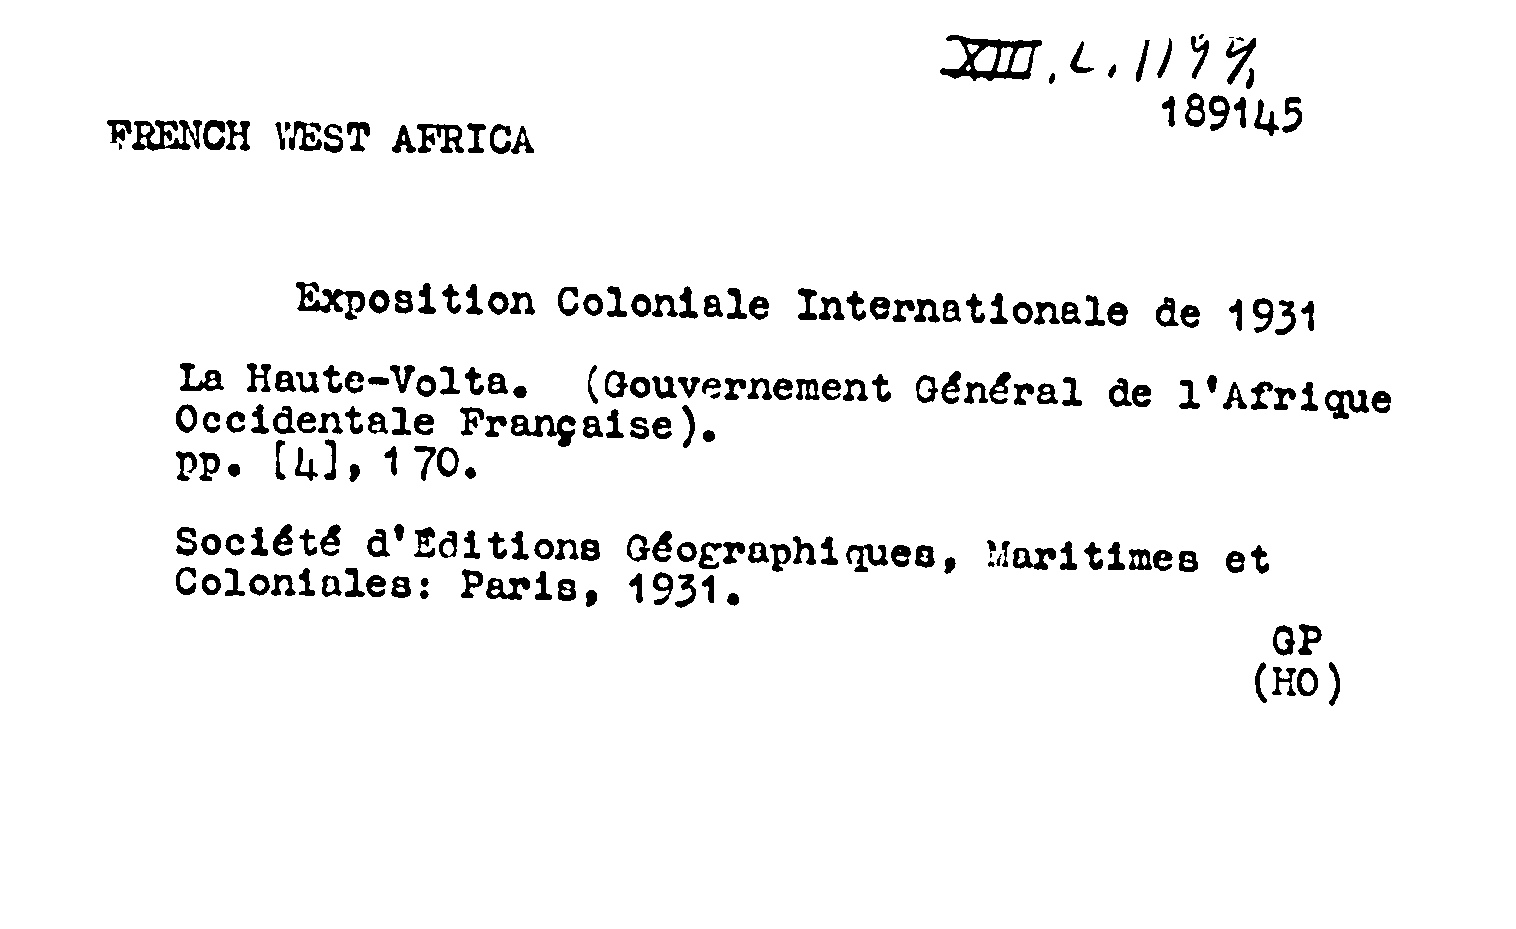 XIII. L. 1199.
189145
FRENCH WEST AFRICA
Exposition Coloniale Internationale de 1931
La Haute-Volta. (Gouvernement Général de l'Afrique
Occidentale Française).
pp. [4], 170.
Société d'Editions Géographiques, Maritimes et
Coloniales: Paris, 1931.
GP
(HO)